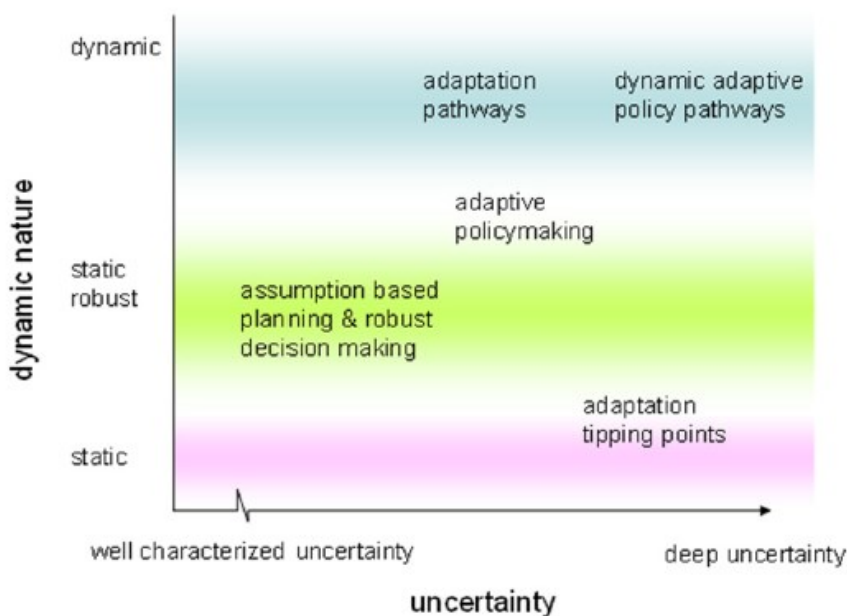 dynamic
adaptation
pathways
dynamic adaptive
policy pathways
adaptive
policymaking
dynamic nature
static
robust
assumption based
planning & robust
decision making
adaptation
tipping points
static
well characterized uncertainty
deep uncertainty
uncertainty